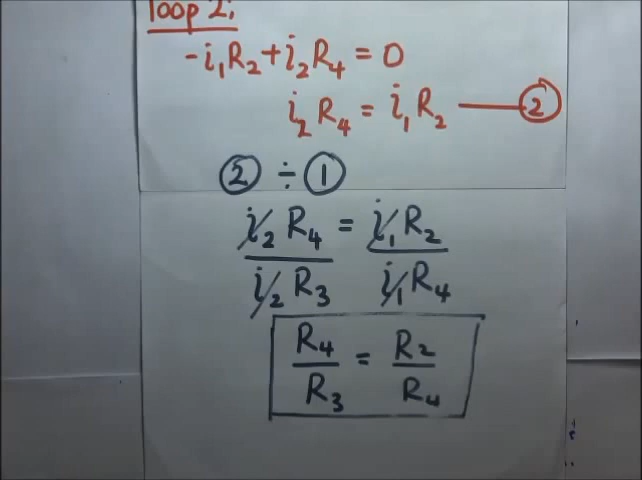 loop 2:
-i₁R₂+i₂R₄=0
i₂R₄=i₁R₂ — ②
② ÷ ①
i₂R₄ = i₁R₂
i₂R₃ i₁R₄
R₄ = R₂
R₃ R₄